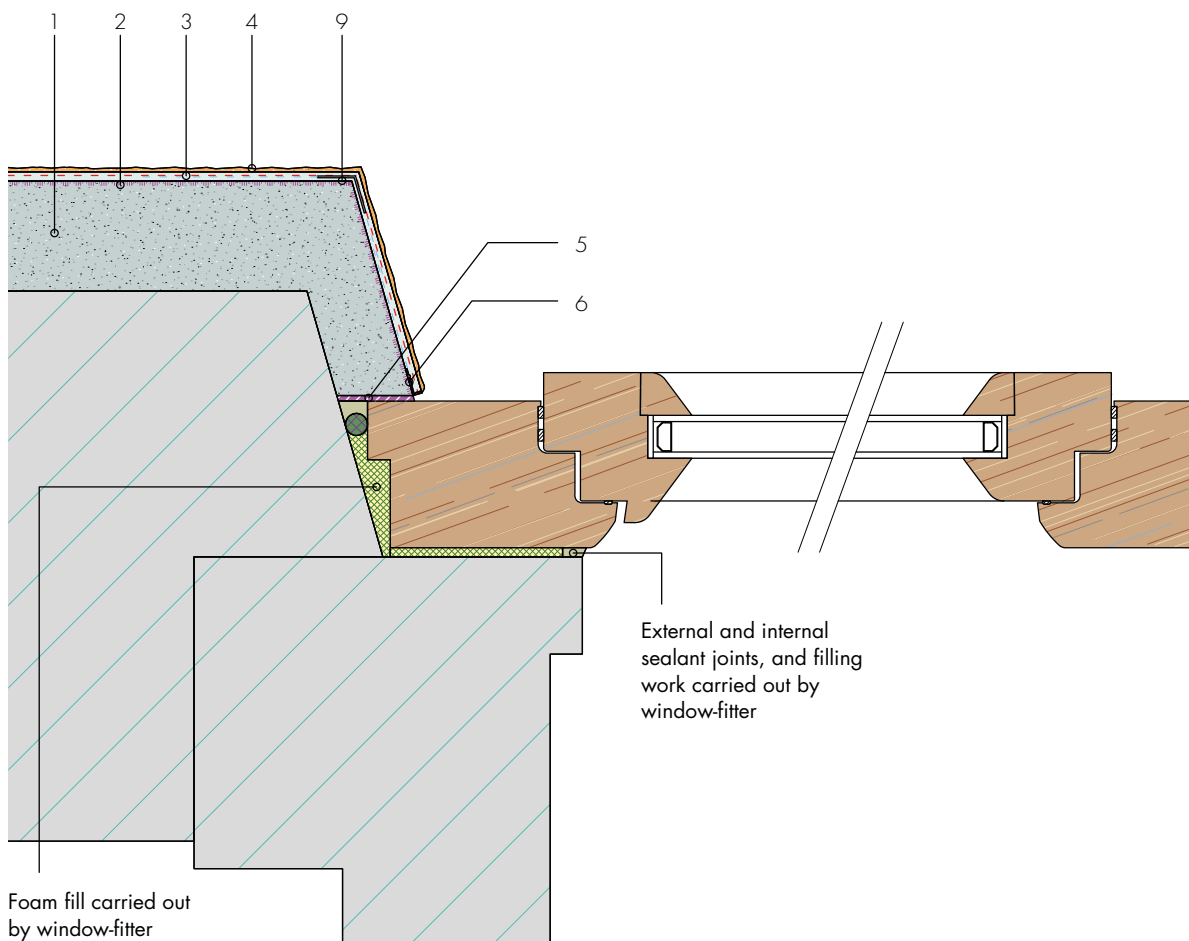 1 2 3 4 9
5
6
External and internal
sealant joints, and filling
work carried out by
window-fitter
Foam fill carried out
by window-fitter